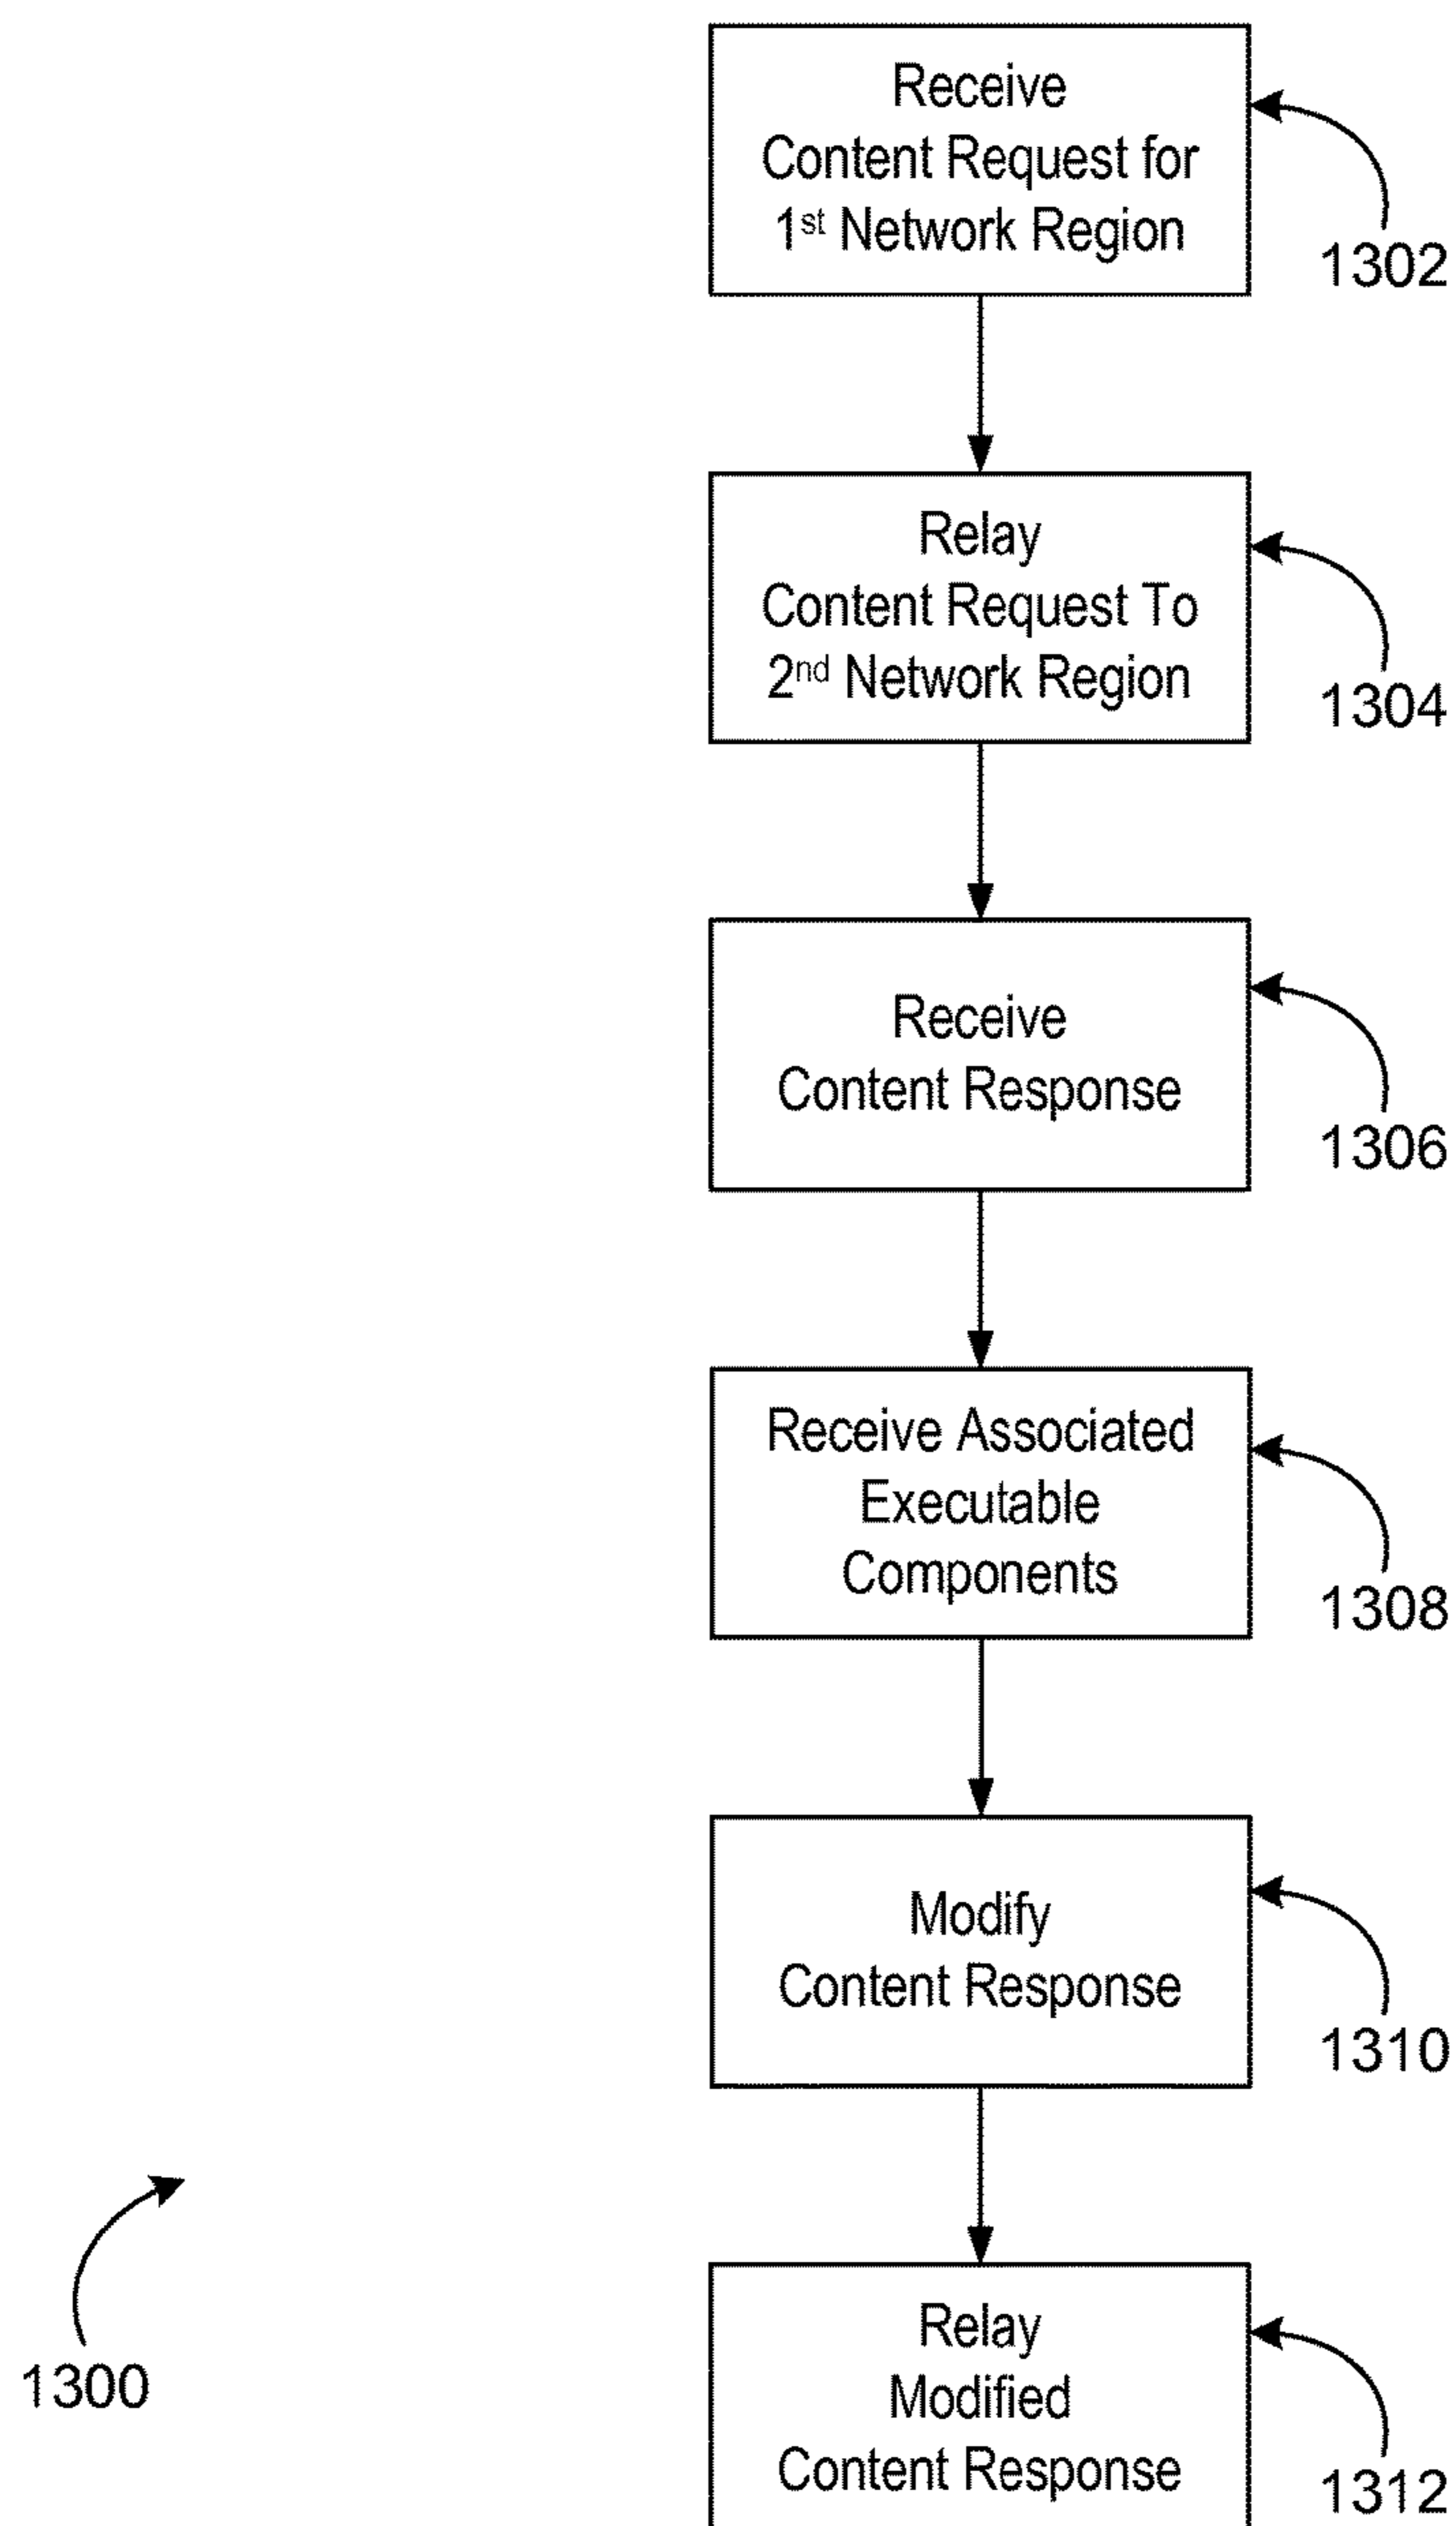 Receive
Content Request for
1st Network Region
1302
Relay
Content Request To
2nd Network Region
1304
Receive
Content Response
1306
Receive Associated
Executable
Components
1308
Modify
Content Response
1310
Relay
Modified
Content Response
1312
1300